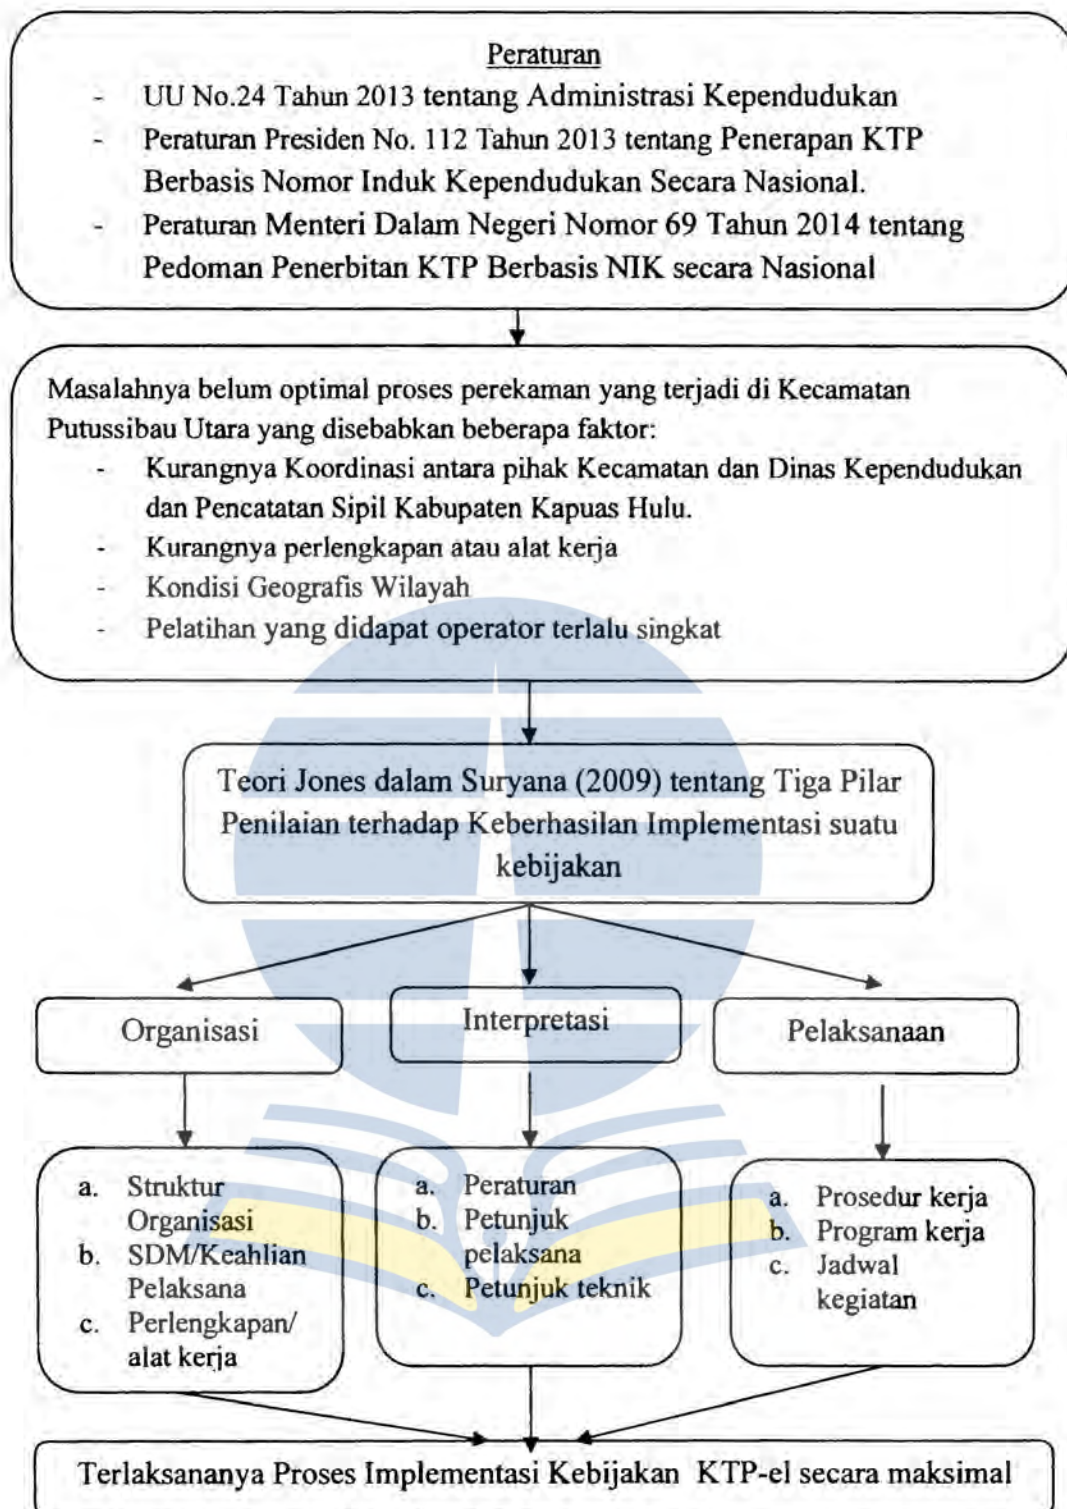 Peraturan
- UU No.24 Tahun 2013 tentang Administrasi Kependudukan
- Peraturan Presiden No. 112 Tahun 2013 tentang Penerapan KTP
Berbasis Nomor Induk Kependudukan Secara Nasional.
- Peraturan Menteri Dalam Negeri Nomor 69 Tahun 2014 tentang
Pedoman Penerbitan KTP Berbasis NIK secara Nasional
Masalahnya belum optimal proses perekaman yang terjadi di Kecamatan
Putussibau Utara yang disebabkan beberapa faktor:
- Kurangnya Koordinasi antara pihak Kecamatan dan Dinas Kependudukan
dan Pencatatan Sipil Kabupaten Kapuas Hulu.
- Kurangnya perlengkapan atau alat kerja
- Kondisi Geografis Wilayah
- Pelatihan yang didapat operator terlalu singkat
Teori Jones dalam Suryana (2009) tentang Tiga Pilar
Penilaian terhadap Keberhasilan Implementasi suatu
kebijakan
Organisasi
Interpretasi
Pelaksanaan
a. Struktur
Organisasi
b. SDM/Keahlian
Pelaksana
c. Perlengkapan/
alat kerja
a. Peraturan
b. Petunjuk
pelaksana
c. Petunjuk teknik
a. Prosedur kerja
b. Program kerja
c. Jadwal
kegiatan
Terlaksananya Proses Implementasi Kebijakan KTP-el secara maksimal